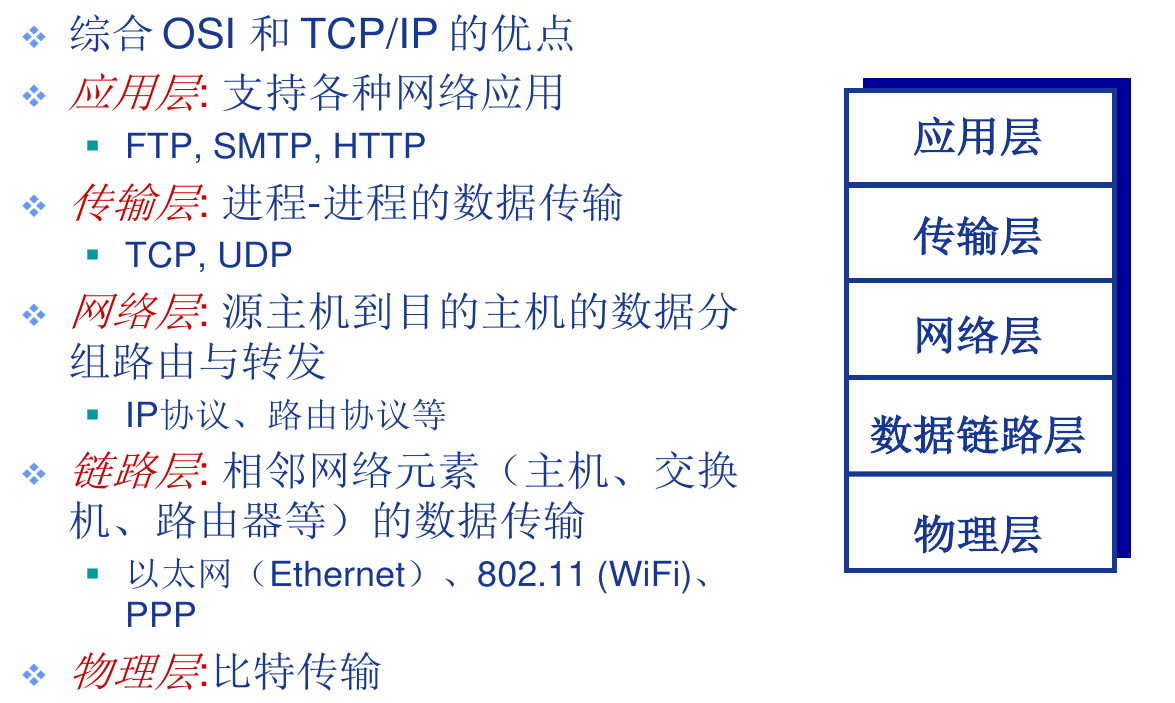 综合 OSI 和 TCP/IP 的优点
应用层: 支持各种网络应用
FTP, SMTP, HTTP
传输层: 进程-进程的数据传输
TCP, UDP
网络层: 源主机到目的主机的数据分
组路由与转发
IP协议、路由协议等
链路层: 相邻网络元素（主机、交换
机、路由器等）的数据传输
以太网（Ethernet）、802.11 (WiFi)、
PPP
物理层:比特传输
应用层
传输层
网络层
数据链路层
物理层